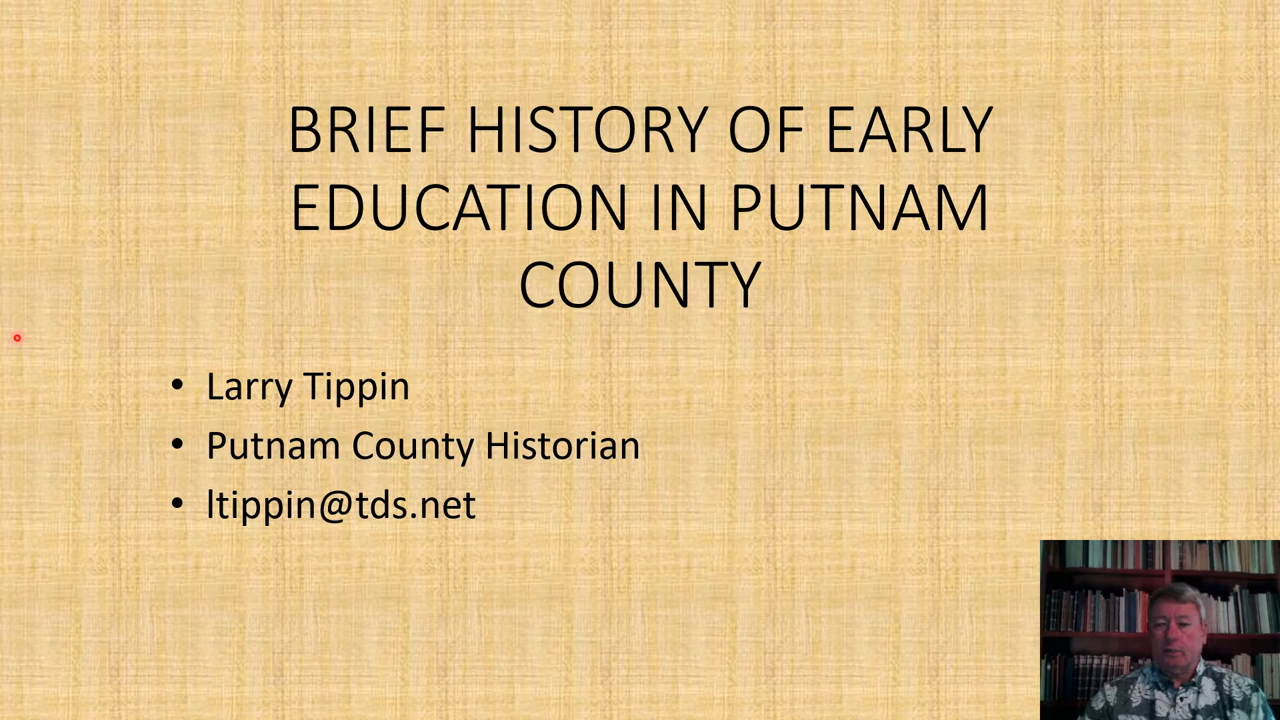 BRIEF HISTORY OF EARLY
EDUCATION IN PUTNAM
COUNTY
• Larry Tippin
• Putnam County Historian
• ltippin@tds.net